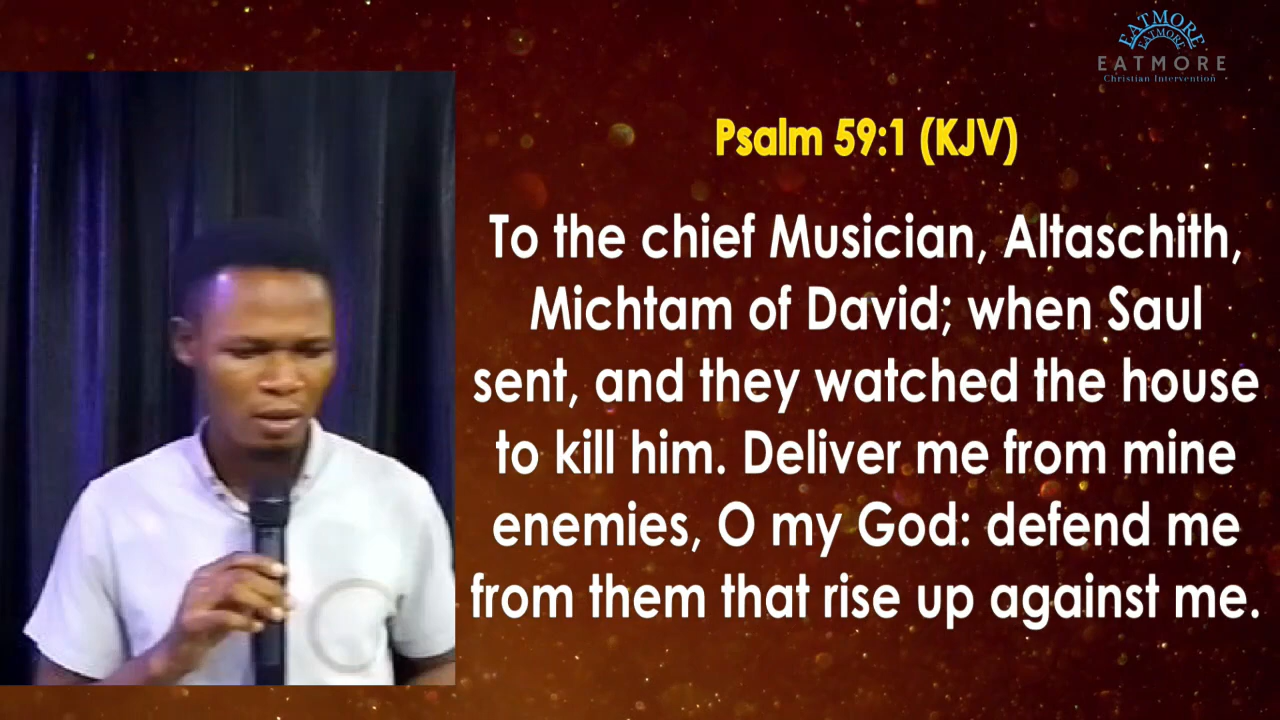 EATMORE
EATMORE
EATMORE
Christian Intervention
Psalm 59:1 (KJV)
To the chief Musician, Altaschith,
Michtam of David; when Saul
sent, and they watched the house
to kill him. Deliver me from mine
enemies, O my God: defend me
from them that rise up against me.